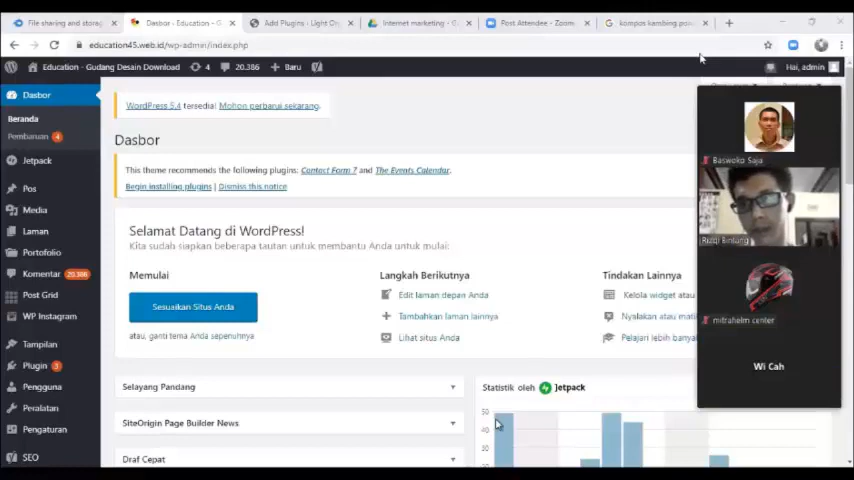 File sharing and storag
Dasbor - Education - G
Add Plugins - Light Dig
Internet marketing - G
Post Attendee - Zoom
kompos kambing
education45.web.id/wp-admin/index.php
Education - Gudang Desain Download
4
20.386
Baru
Hai, admin
Dasbor
Beranda
Pembaruan 4
Jetpack
Pos
Media
Laman
Portofolio
Komentar 20.386
Post Grid
WP Instagram
Tampilan
Plugin 3
Pengguna
Peralatan
Pengaturan
SEO
WordPress 5.4 tersedia! Mohon perbarui sekarang.
Dasbor
This theme recommends the following plugins: Contact Form 7 and The Events Calendar.
Begin installing plugins | Dismiss this notice
Selamat Datang di WordPress!
Kita sudah siapkan beberapa tautan untuk membantu Anda untuk mulai:
Memulai
Sesuaikan Situs Anda
atau, ganti tema Anda sepenuhnya
Langkah Berikutnya
Edit laman depan Anda
Tambahkan laman lainnya
Lihat situs Anda
Tindakan Lainnya
Kelola widget atau
Nyalakan atau mati
Pelajari lebih banya
Selayang Pandang
SiteOrigin Page Builder News
Draf Cepat
Statistik oleh Jetpack
50
40
30
Baswoko Saja
Rizqi Bintang
mitrahelm center
Wi Cah